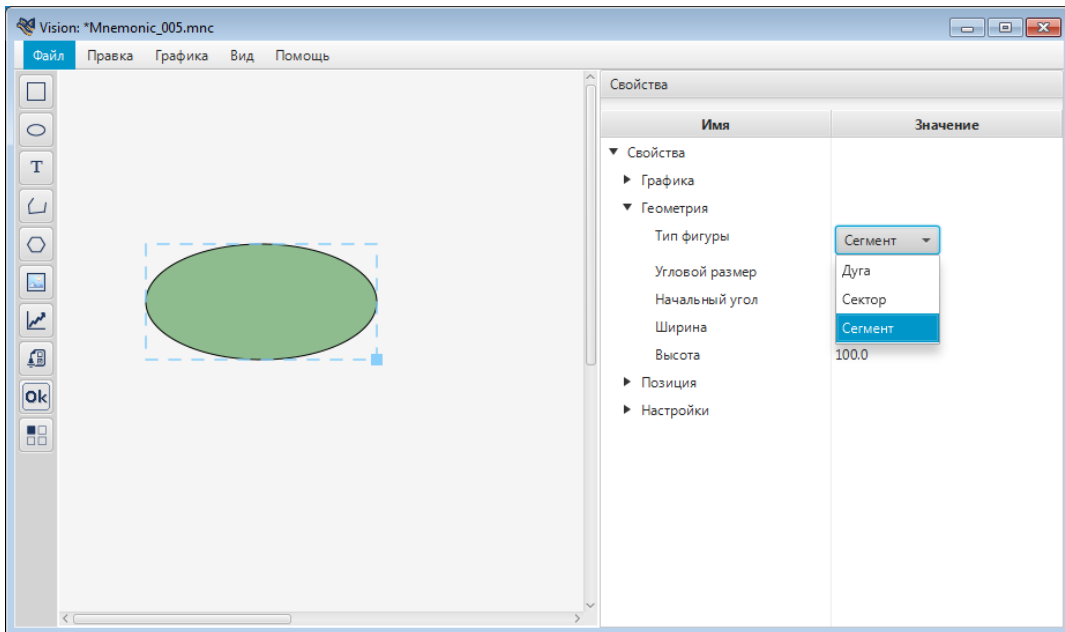 Vision: *Mnemonic_005.mnc
Файл Правка Графика Вид Помощь
Свойства
Имя Значение
Свойства
Графика
Геометрия
Тип фигуры Сегмент
Угловой размер Дуга
Начальный угол Сектор
Ширина Сегмент
Высота 100.0
Позиция
Настройки
T
Ok